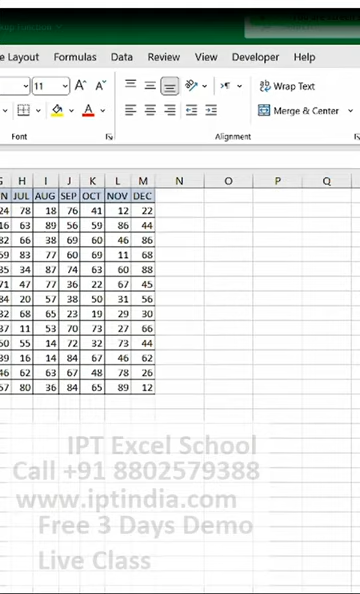 e Layout Formulas Data Review View Developer Help
11 A A Wrap Text
A Merge & Center
Font Alignment
G H I J K L M N O P Q
N JUL AUG SEP OCT NOV DEC
24 78 18 76 41 12 22
16 63 89 56 59 86 44
82 66 38 69 60 46 86
59 83 77 60 69 11 68
35 34 87 74 63 60 88
71 47 77 36 22 67 45
84 20 57 38 50 31 56
32 68 65 23 19 29 30
37 11 53 70 73 27 66
50 55 14 72 32 73 44
39 16 14 84 67 46 62
46 62 63 67 48 78 26
57 80 36 84 65 89 12
IPT Excel School
Call +91 8802579388
www.iptindia.com
Free 3 Days Demo
Live Class